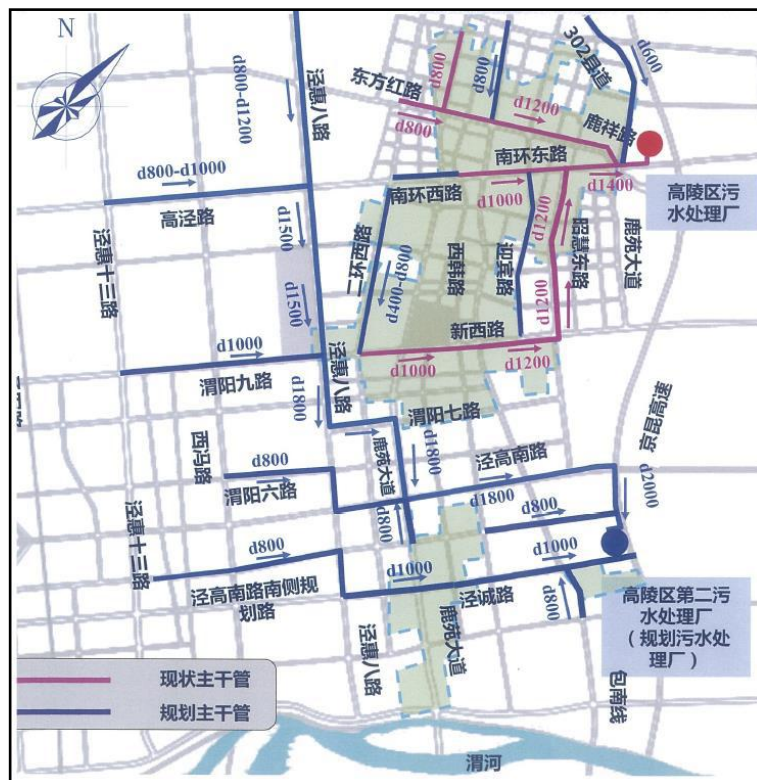 N
302县道
d600
d800
d800
东方红路
d1200
d800
鹿祥路
d800-d1200
泾惠八路
南环东路
d1400
d800-d1000
高泾路
南环西路
d1000
d1200
高陵区污
水处理厂
泾惠十三路
d1500
二环西路
西韩路
迎宾路
昭慧东路
鹿苑大道
d400-d800
d1500
d1200
新西路
d1000
渭阳九路
d1000
d1200
泾惠八路
d1800
渭阳七路
京昆高速
西冯路
鹿苑大道
d1800
泾高南路
d800
渭阳六路
d1800
d2000
d800
d800
泾惠十三路
d800
d1000
d1000
泾高南路南侧规
划路
泾诚路
d800
高陵区第二污
水处理厂
（规划污水处
理厂）
泾惠八路
鹿苑大道
包南线
现状主干管
规划主干管
渭河